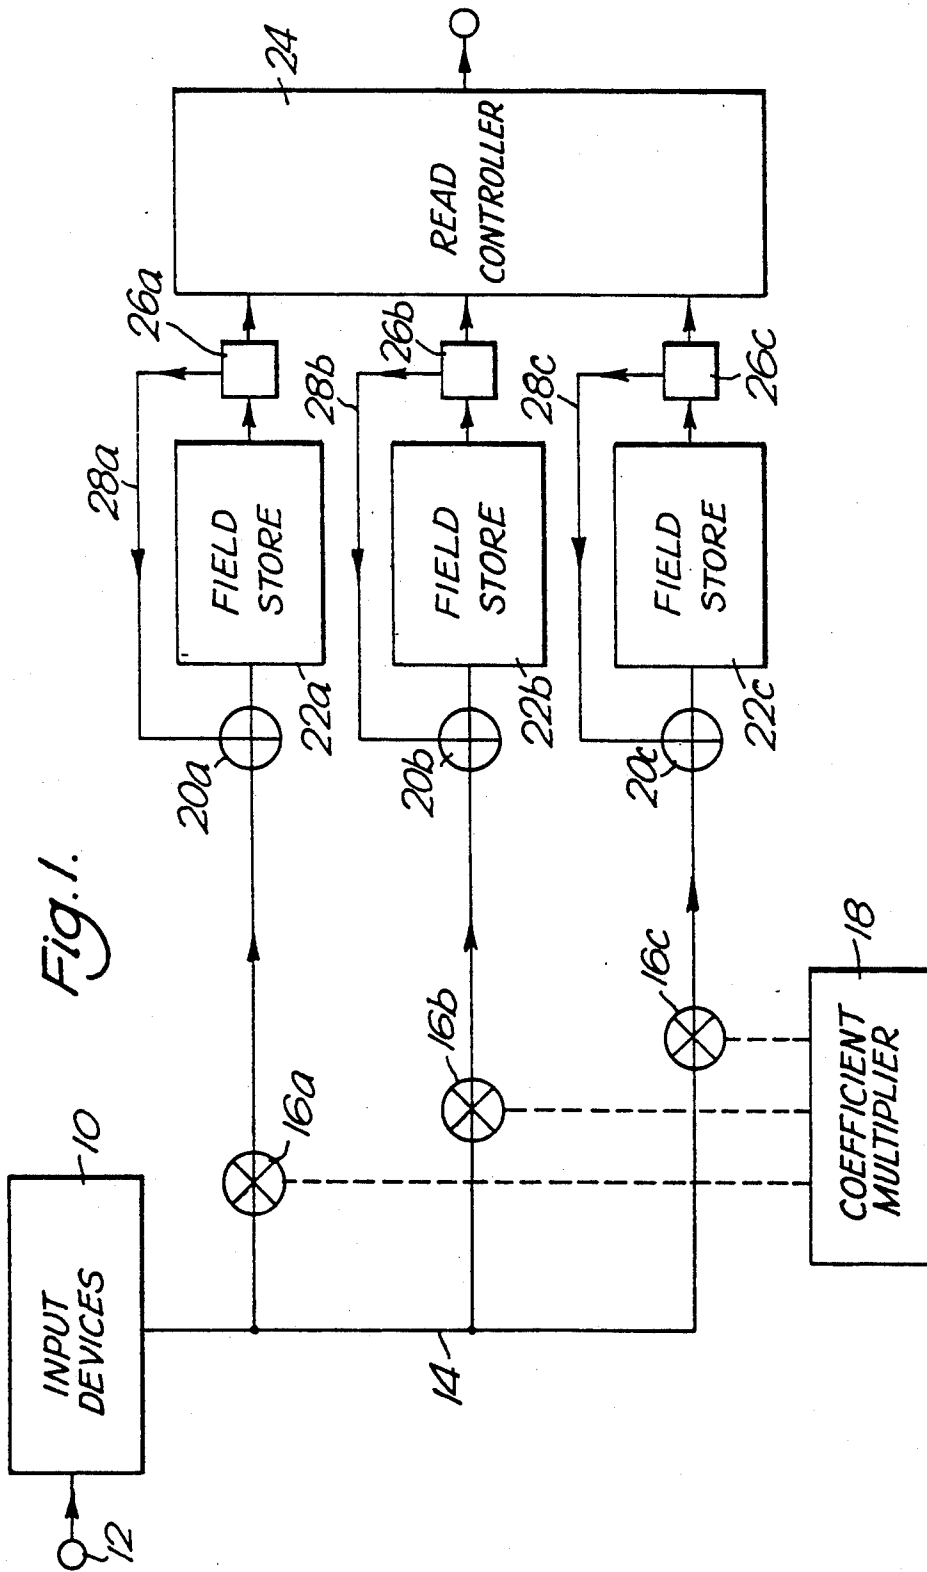 Fig.1.
INPUT
DEVICES
10
12
14
16a
16b
16c
COEFFICIENT
MULTIPLIER
18
20a
20b
20c
FIELD
STORE
22a
FIELD
STORE
22b
FIELD
STORE
22c
28a
28b
28c
26a
26b
26c
READ
CONTROLLER
24